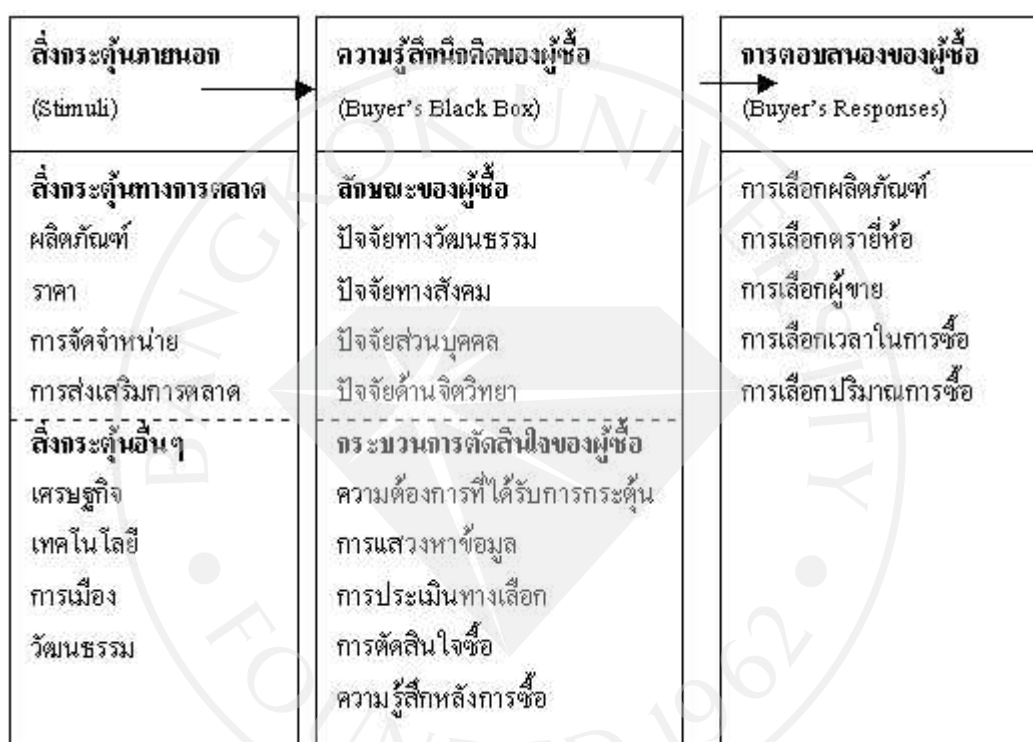 สิ่งกระตุ้นภายนอก
(Stimuli)
สิ่งกระตุ้นทางการตลาด
ผลิตภัณฑ์
ราคา
การจัดจำหน่าย
การส่งเสริมการตลาด
สิ่งกระตุ้นอื่นๆ
เศรษฐกิจ
เทคโนโลยี
การเมือง
วัฒนธรรม
ความรู้สึกนึกคิดของผู้ซื้อ
(Buyer's Black Box)
ลักษณะของผู้ซื้อ
ปัจจัยทางวัฒนธรรม
ปัจจัยทางสังคม
ปัจจัยส่วนบุคคล
ปัจจัยด้านจิตวิทยา
กระบวนการตัดสินใจของผู้ซื้อ
ความต้องการที่ได้รับการกระตุ้น
การแสวงหาข้อมูล
การประเมินทางเลือก
การตัดสินใจซื้อ
ความรู้สึกหลังการซื้อ
การตอบสนองของผู้ซื้อ
(Buyer's Responses)
การเลือกผลิตภัณฑ์
การเลือกตรายี่ห้อ
การเลือกผู้ขาย
การเลือกเวลาในการซื้อ
การเลือกปริมาณการซื้อ
BANGKOK UNIVERSITY
FOUNDED 1962